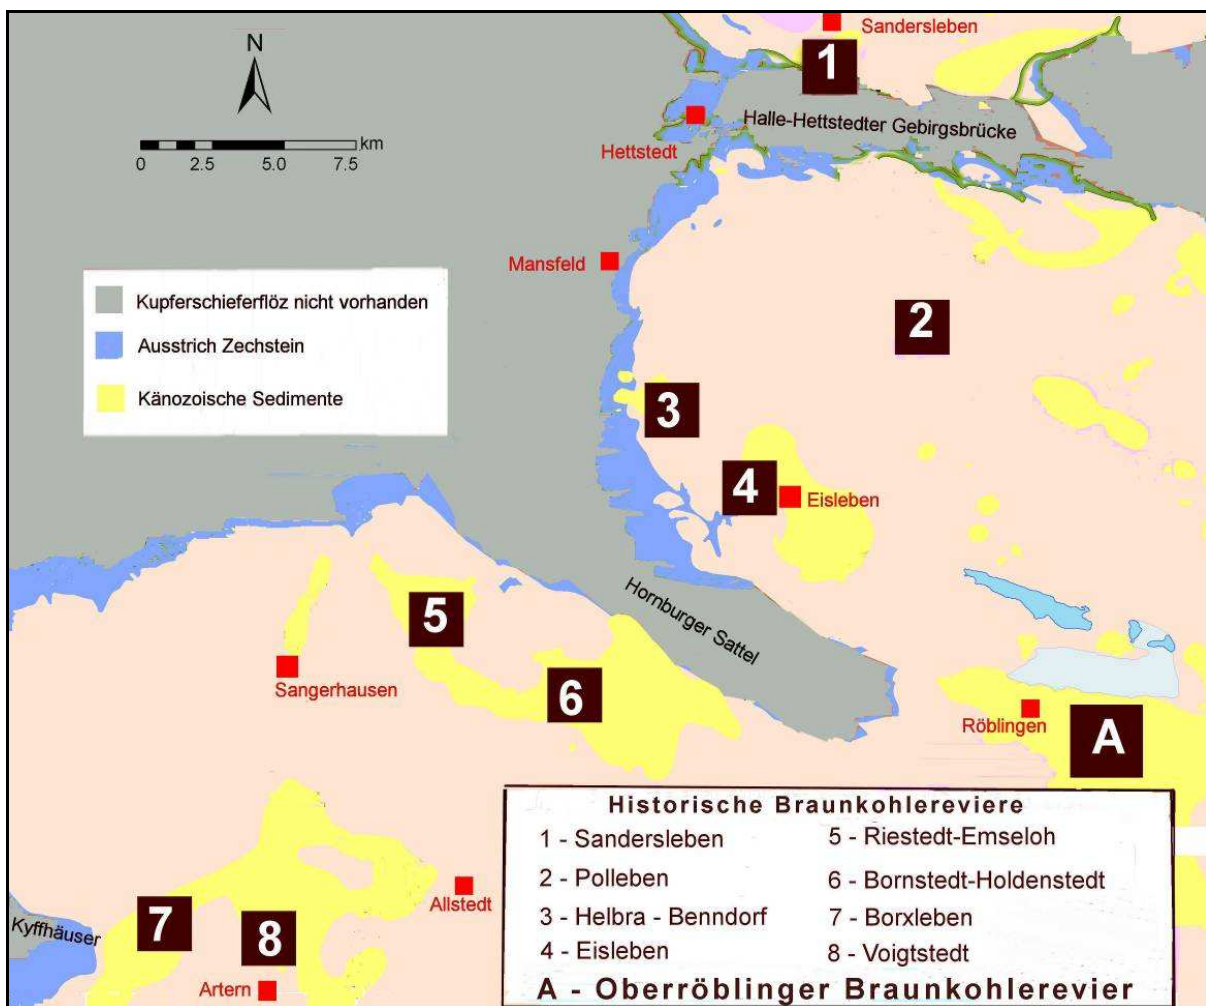 Sandersleben
1
N
km
0 2.5 5.0 7.5
Hettstedt
Halle-Hettstedter Gebirgsbrücke
Mansfeld
Kupferschieferflöz nicht vorhanden
Ausstrich Zechstein
Känozoische Sedimente
2
3
4
Eisleben
5
Hornburger Sattel
Sangerhausen
6
Röblingen
A
Allstedt
7
8
Kyffhäuser
Artern
Historische Braunkohlereviere
1 - Sandersleben
2 - Polleben
3 - Helbra - Benndorf
4 - Eisleben
5 - Riestedt-Emseloh
6 - Bornstedt-Holdenstedt
7 - Borxleben
8 - Voigtstedt
A - Oberröblinger Braunkohlerevier